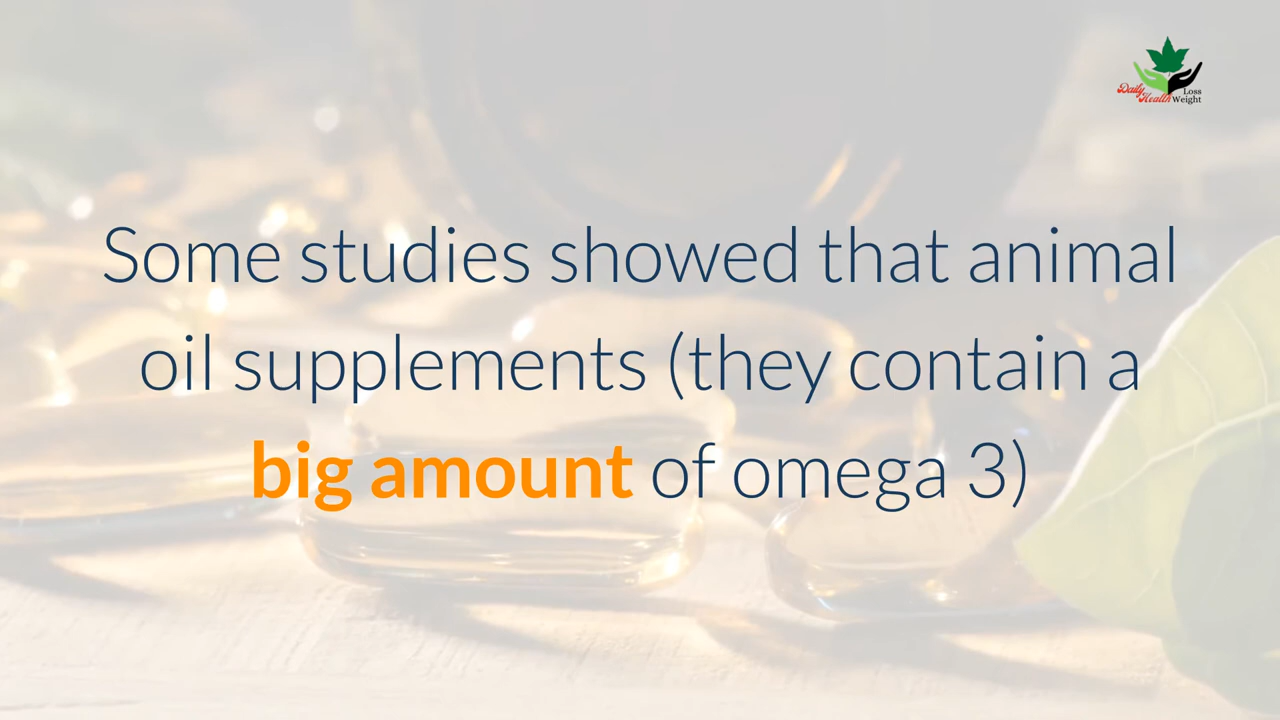 Daily Health
Loss
Weight
Some studies showed that animal
oil supplements (they contain a
big amount of omega 3)